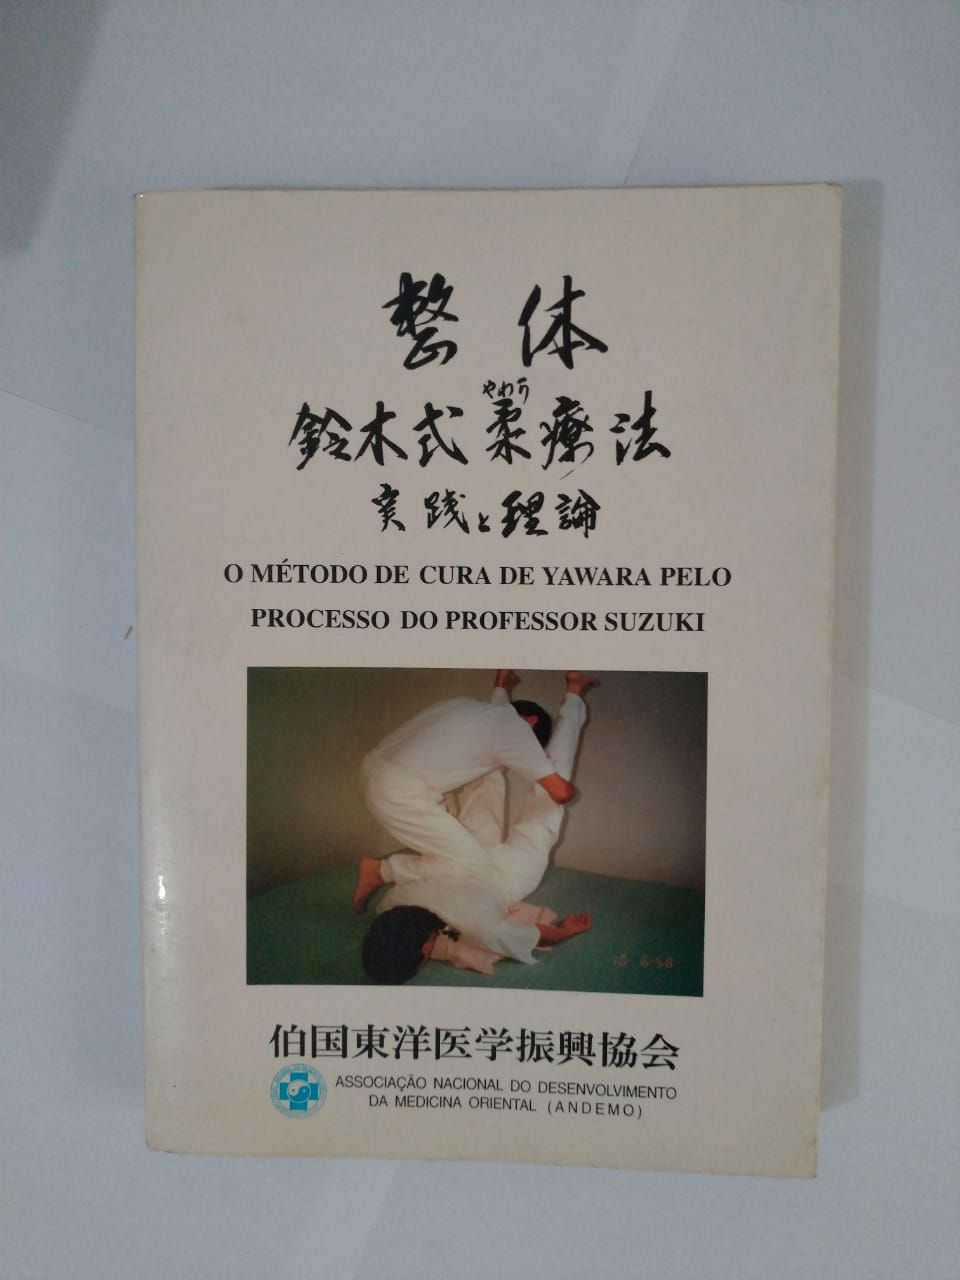 整体
やわら
鈴木式柔療法
実践と理論
O MÉTODO DE CURA DE YAWARA PELO
PROCESSO DO PROFESSOR SUZUKI
伯国東洋医学振興協会
ASSOCIAÇÃO NACIONAL DO DESENVOLVIMENTO
DA MEDICINA ORIENTAL (ANDEMO)